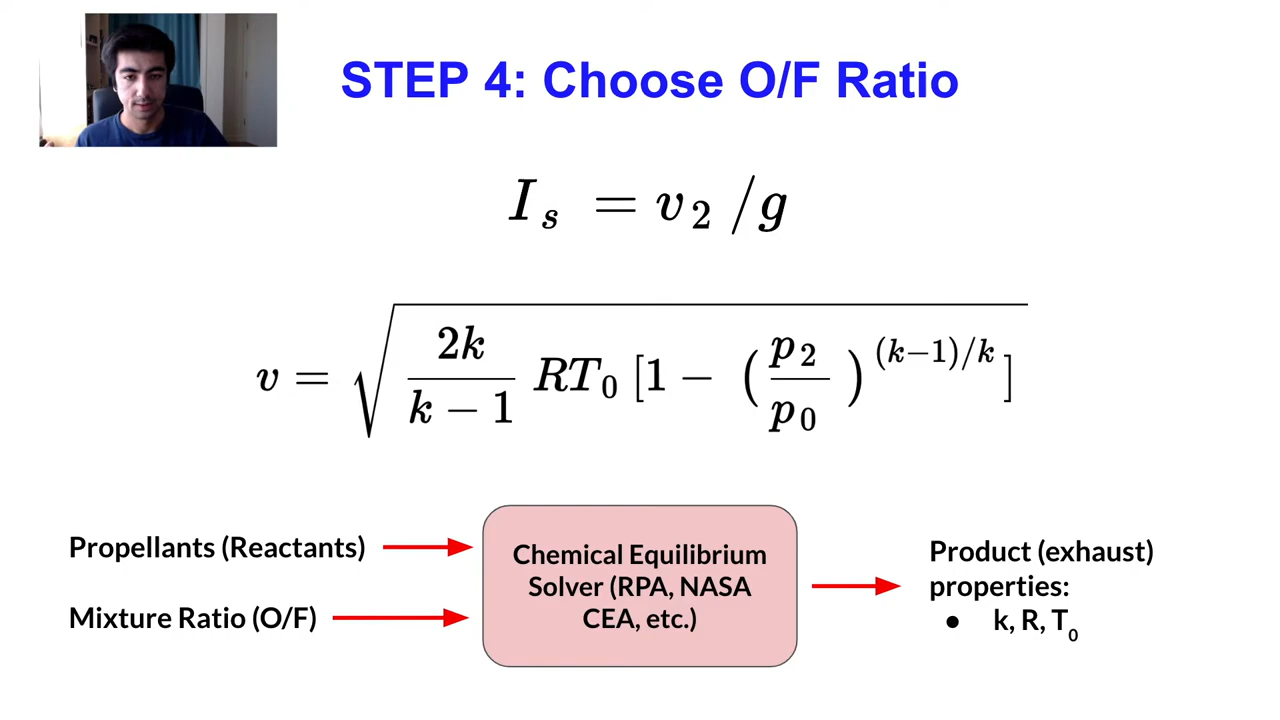 STEP 4: Choose O/F Ratio
I_s = v_2 /g
v = √( 2k / (k − 1) RT_0 [1 − (p_2 / p_0)^{(k−1)/k} ] )
Propellants (Reactants)
Mixture Ratio (O/F)
Chemical Equilibrium
Solver (RPA, NASA
CEA, etc.)
Product (exhaust)
properties:
● k, R, T_0